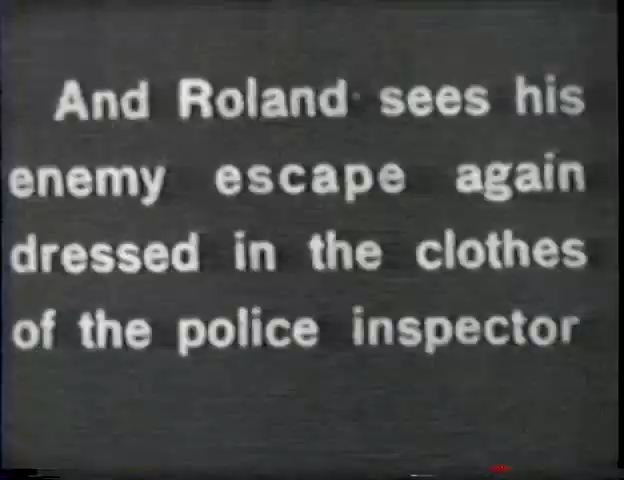 And Roland sees his
enemy escape again
dressed in the clothes
of the police inspector